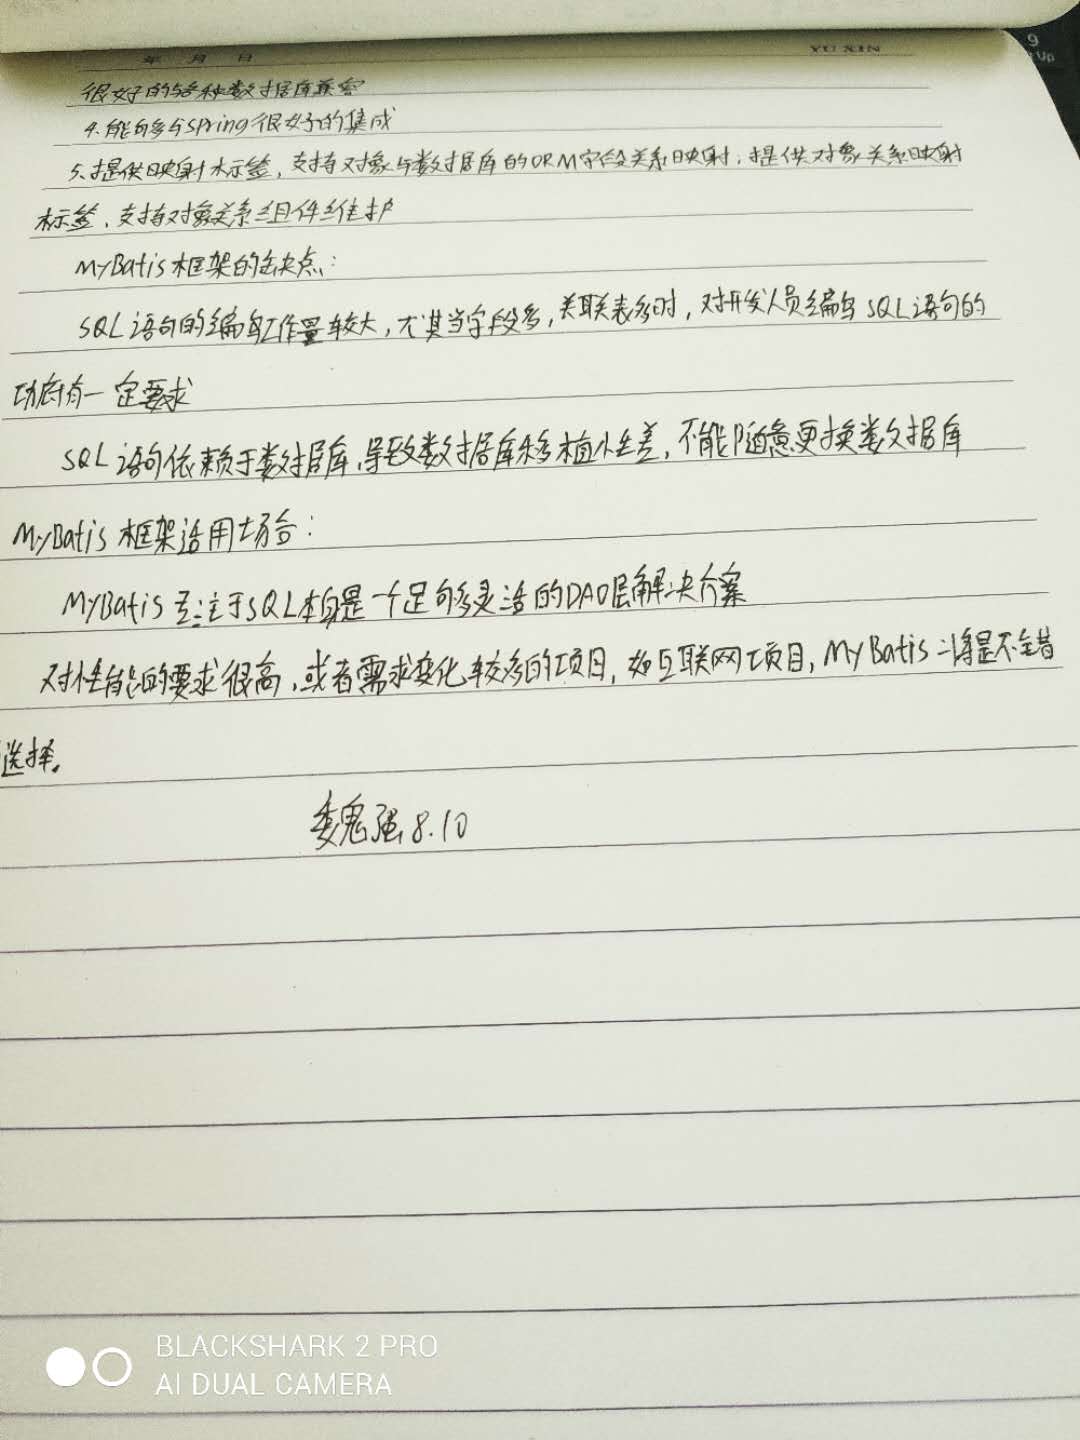 年 月 日 YU XIN
9
Up
很好的与各种数据库兼容
4.能够与spring很好的集成
5.提供映射标签,支持对象与数据库的ORM字段关系映射;提供对象关系映射
标签,支持对象关系组件维护
MyBatis框架的缺点:
SQL语句的编写工作量较大,尤其当字段多,关联表多时,对开发人员编写SQL语句的
功底有一定要求
SQL语句依赖于数据库,导致数据库移植性差,不能随意更换数据库
MyBatis框架适用场合:
MyBatis专注于SQL本身是一个足够灵活的DAO层解决方案
对性能的要求很高,或者需求变化较多的项目,如互联网项目,MyBatis将是不错
选择.
魏强8.10
BLACKSHARK 2 PRO
AI DUAL CAMERA